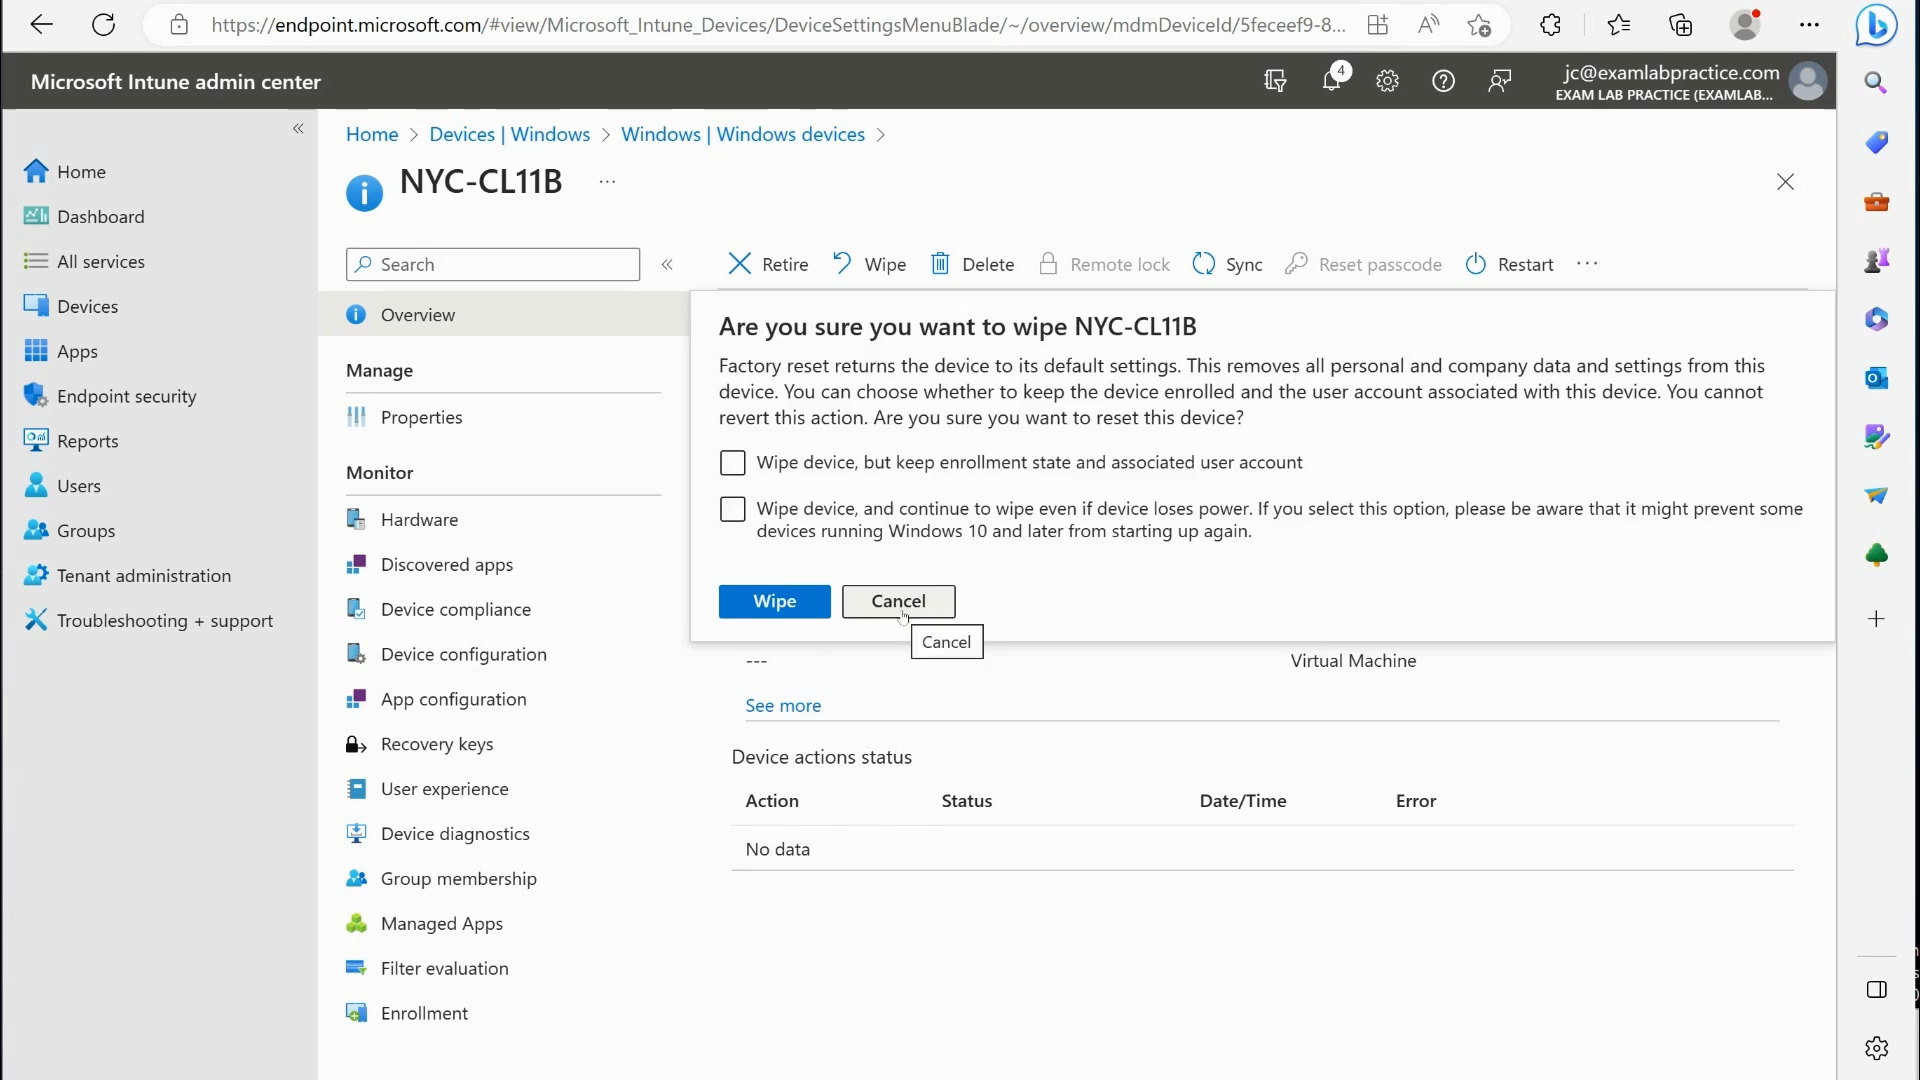 https://endpoint.microsoft.com/#view/Microsoft_Intune_Devices/DeviceSettingsMenuBlade/~/overview/mdmDeviceId/5feceef9-8...
Microsoft Intune admin center
4
jc@examlabpractice.com
EXAM LAB PRACTICE (EXAMLAB...
Home > Devices | Windows > Windows | Windows devices >
NYC-CL11B ...
Home
Dashboard
All services
Devices
Apps
Endpoint security
Reports
Users
Groups
Tenant administration
Troubleshooting + support
Search
Overview
Manage
Properties
Monitor
Hardware
Discovered apps
Device compliance
Device configuration
App configuration
Recovery keys
User experience
Device diagnostics
Group membership
Managed Apps
Filter evaluation
Enrollment
Retire Wipe Delete Remote lock Sync Reset passcode Restart ...
Are you sure you want to wipe NYC-CL11B
Factory reset returns the device to its default settings. This removes all personal and company data and settings from this
device. You can choose whether to keep the device enrolled and the user account associated with this device. You cannot
revert this action. Are you sure you want to reset this device?
Wipe device, but keep enrollment state and associated user account
Wipe device, and continue to wipe even if device loses power. If you select this option, please be aware that it might prevent some
devices running Windows 10 and later from starting up again.
Wipe Cancel
Cancel
--- Virtual Machine
See more
Device actions status
Action Status Date/Time Error
No data